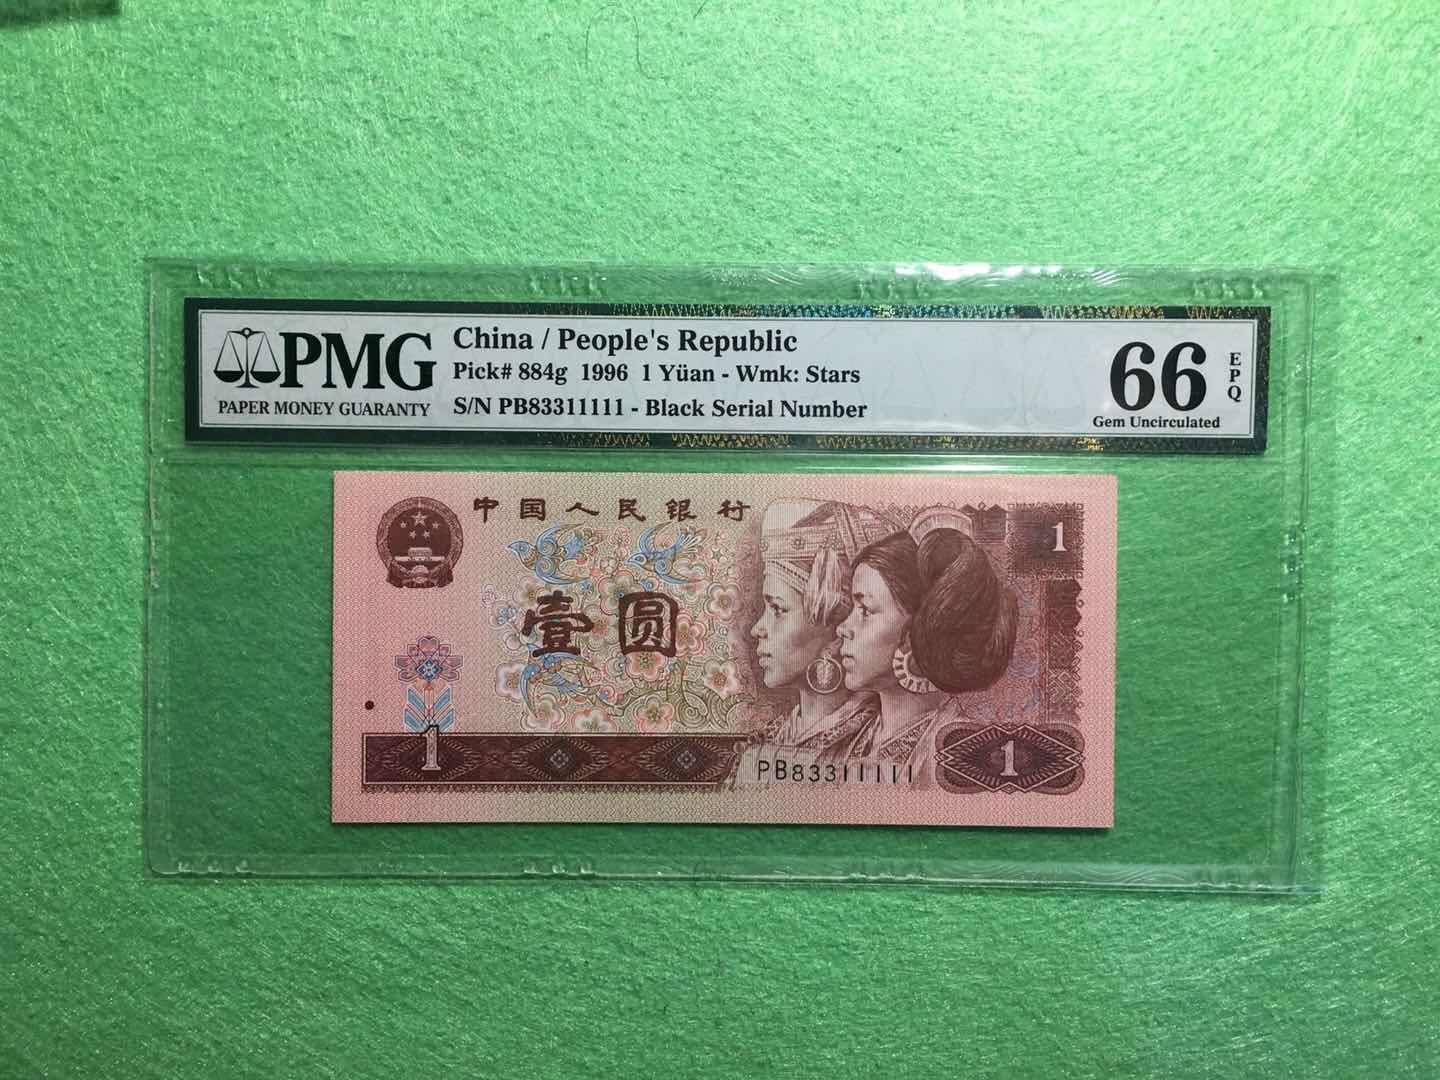 PMG
PAPER MONEY GUARANTY
China / People's Republic
Pick# 884g 1996 1 Yüan - Wmk: Stars
S/N PB83311111 - Black Serial Number
66
EPQ
Gem Uncirculated
中国人民银行
1
壹圆
1
PB83311111
1